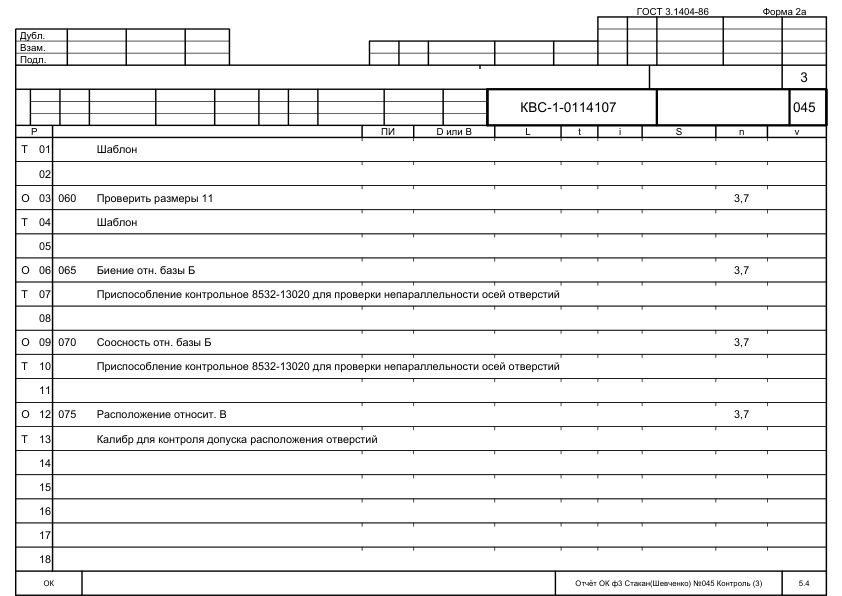 ГОСТ 3.1404-86 Форма 2а
Дубл.
Взам.
Подл.
3
КВС-1-0114107 045
Р ПИ D или В L t i S n v
Т 01 Шаблон
02
О 03 060 Проверить размеры 11 3,7
Т 04 Шаблон
05
О 06 065 Биение отн. базы Б 3,7
Т 07 Приспособление контрольное 8532-13020 для проверки непараллельности осей отверстий
08
О 09 070 Соосность отн. базы Б 3,7
Т 10 Приспособление контрольное 8532-13020 для проверки непараллельности осей отверстий
11
О 12 075 Расположение относит. В 3,7
Т 13 Калибр для контроля допуска расположения отверстий
14
15
16
17
18
ОК Отчёт ОК ф3 Стакан(Шевченко) №045 Контроль (3) 5.4